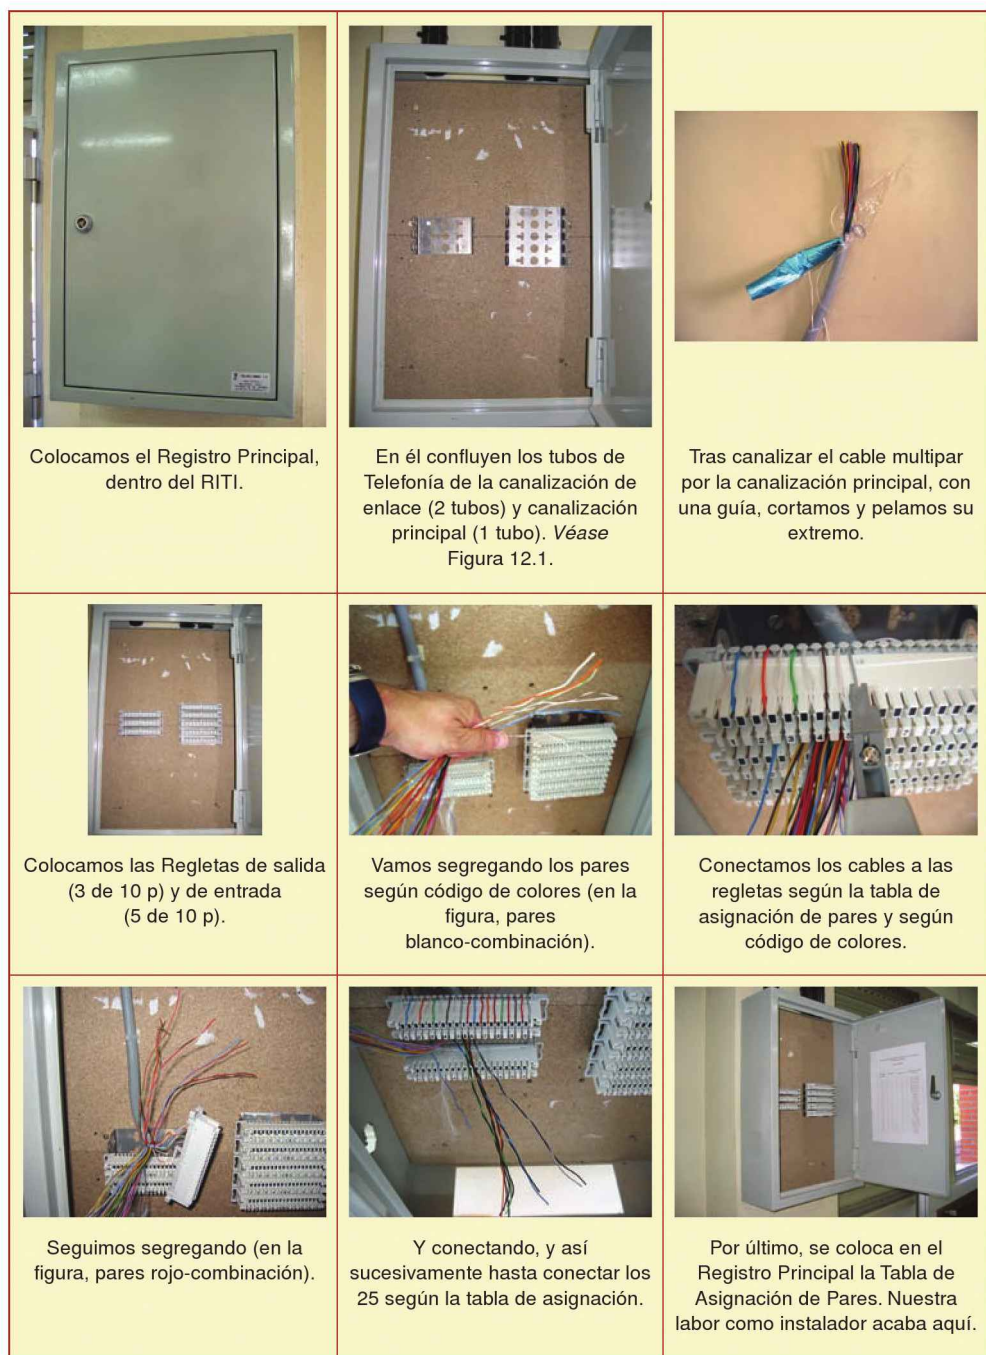 Colocamos el Registro Principal,
dentro del RITI.
En él confluyen los tubos de
Telefonía de la canalización de
enlace (2 tubos) y canalización
principal (1 tubo). Véase
Figura 12.1.
Tras canalizar el cable multipar
por la canalización principal, con
una guía, cortamos y pelamos su
extremo.
Colocamos las Regletas de salida
(3 de 10 p) y de entrada
(5 de 10 p).
Vamos segregando los pares
según código de colores (en la
figura, pares
blanco-combinación).
Conectamos los cables a las
regletas según la tabla de
asignación de pares y según
código de colores.
Seguimos segregando (en la
figura, pares rojo-combinación).
Y conectando, y así
sucesivamente hasta conectar los
25 según la tabla de asignación.
Por último, se coloca en el
Registro Principal la Tabla de
Asignación de Pares. Nuestra
labor como instalador acaba aquí.